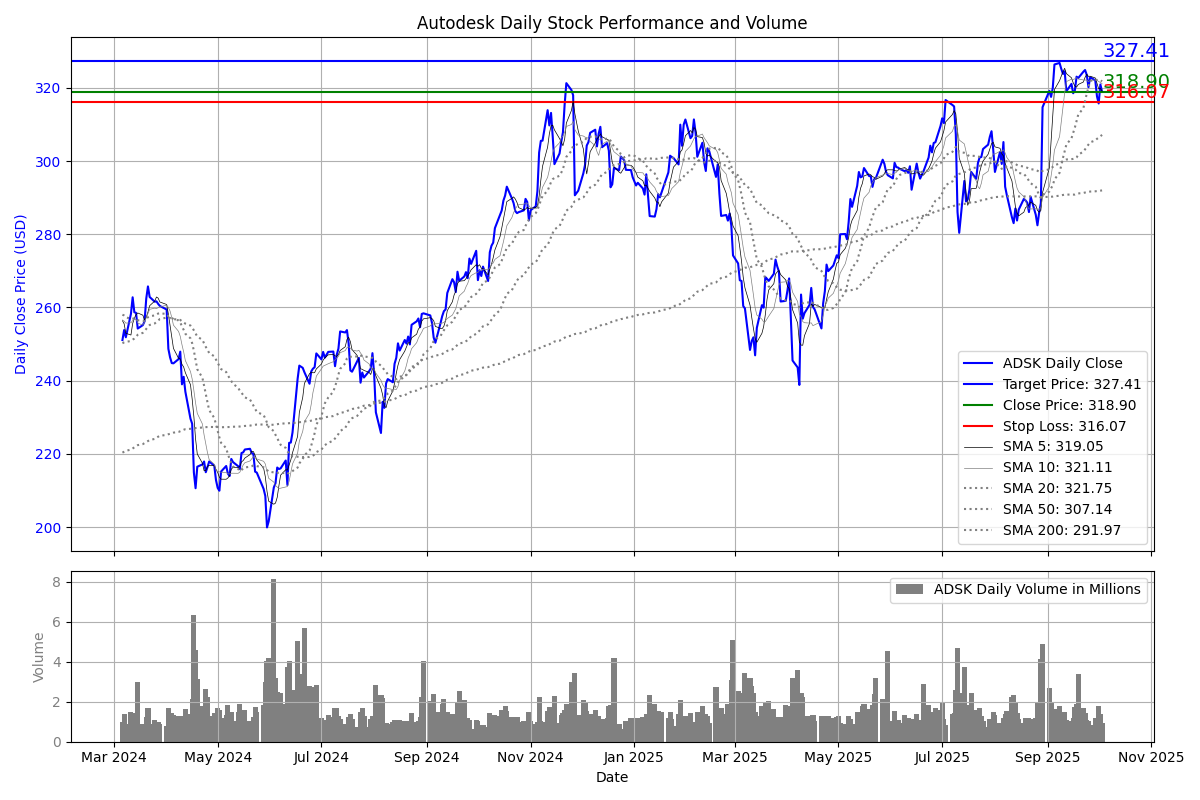 Autodesk Daily Stock Performance and Volume
327.41
318.90
316.07
Daily Close Price (USD)
320
300
280
260
240
220
200
ADSK Daily Close
Target Price: 327.41
Close Price: 318.90
Stop Loss: 316.07
SMA 5: 319.05
SMA 10: 321.11
SMA 20: 321.75
SMA 50: 307.14
SMA 200: 291.97
Volume
8
6
4
2
0
ADSK Daily Volume in Millions
Mar 2024 May 2024 Jul 2024 Sep 2024 Nov 2024 Jan 2025 Mar 2025 May 2025 Jul 2025 Sep 2025 Nov 2025
Date